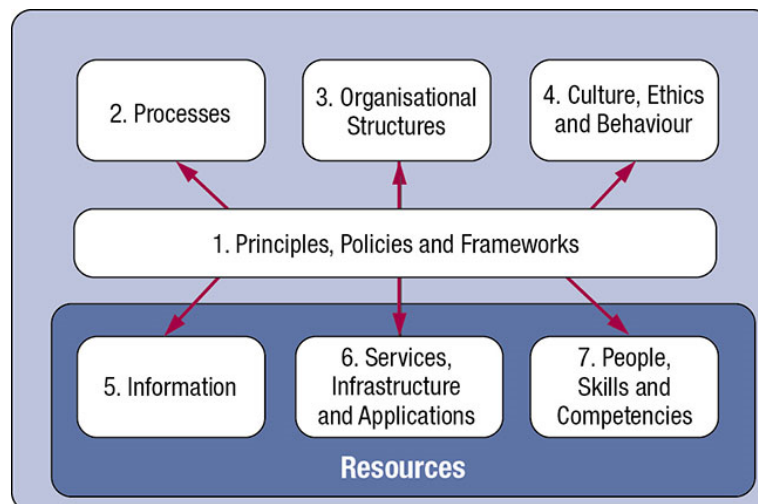 2. Processes
3. Organisational
Structures
4. Culture, Ethics
and Behaviour
1. Principles, Policies and Frameworks
5. Information
6. Services,
Infrastructure
and Applications
7. People,
Skills and
Competencies
Resources